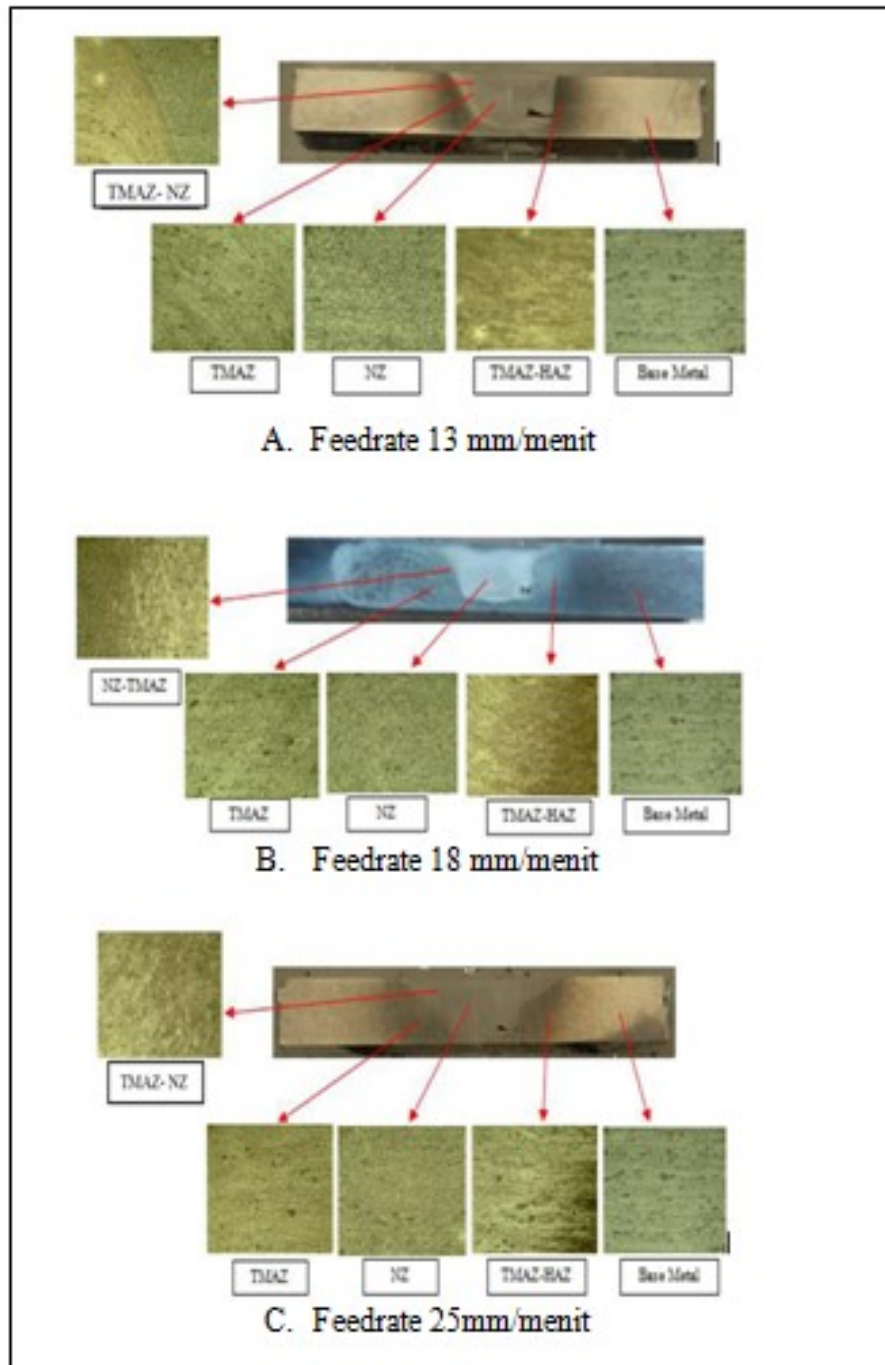 TMAZ- NZ
TMAZ
NZ
TMAZ-HAZ
Base Metal
A. Feedrate 13 mm/menit
NZ-TMAZ
TMAZ
NZ
TMAZ-HAZ
Base Metal
B. Feedrate 18 mm/menit
TMAZ- NZ
TMAZ
NZ
TMAZ-HAZ
Base Metal
C. Feedrate 25mm/menit